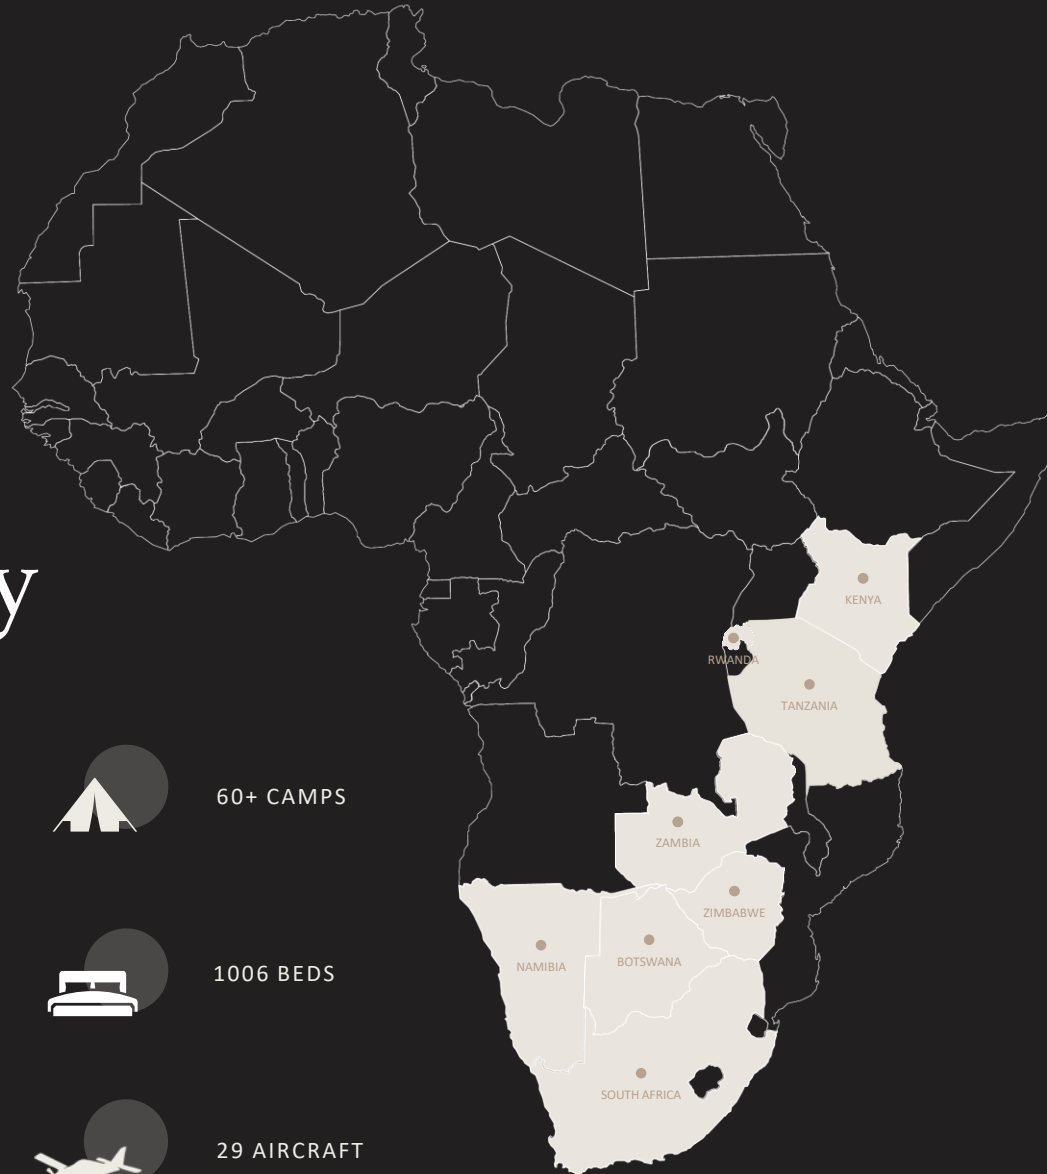 y
60+ CAMPS
1006 BEDS
29 AIRCRAFT
KENYA
RWANDA
TANZANIA
ZAMBIA
ZIMBABWE
NAMIBIA
BOTSWANA
SOUTH AFRICA